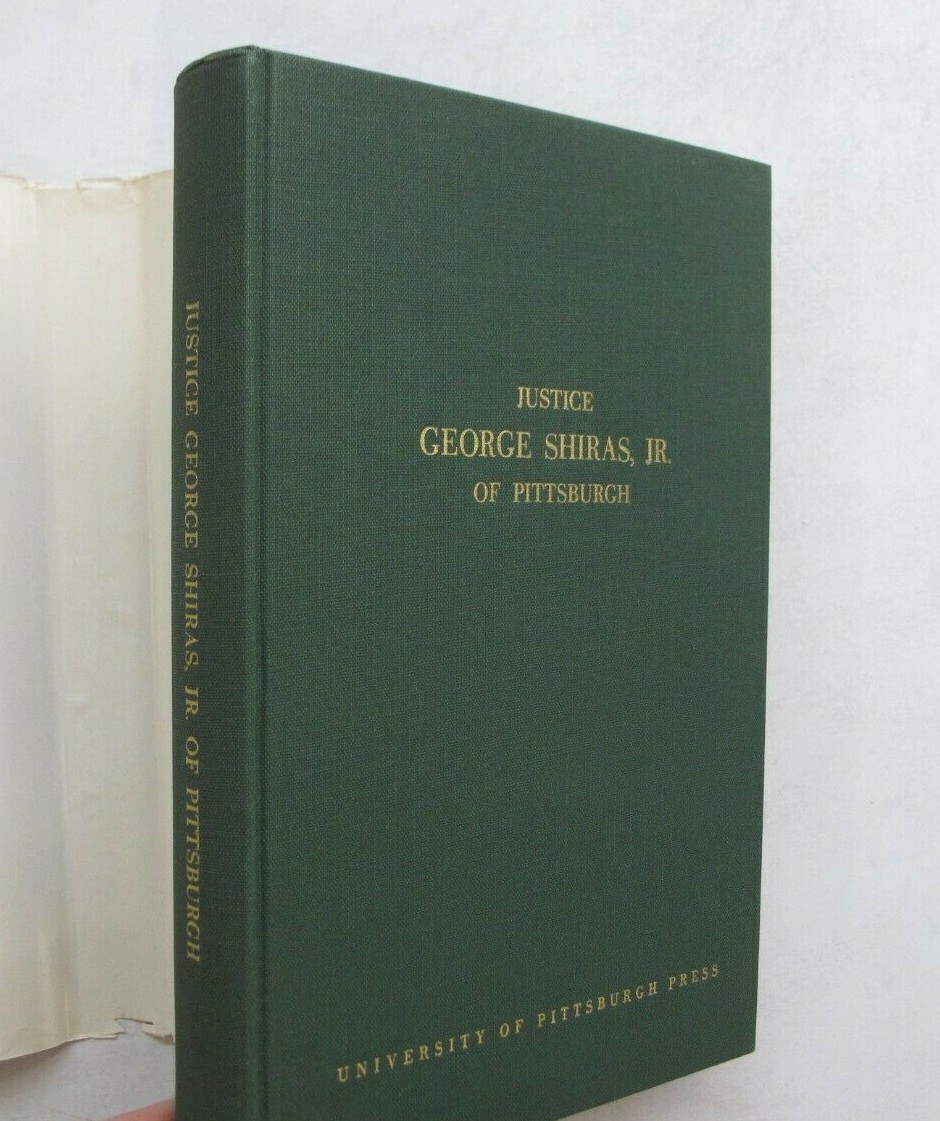 JUSTICE GEORGE SHIRAS, JR. OF PITTSBURGH
JUSTICE
GEORGE SHIRAS, JR.
OF PITTSBURGH
UNIVERSITY OF PITTSBURGH PRESS